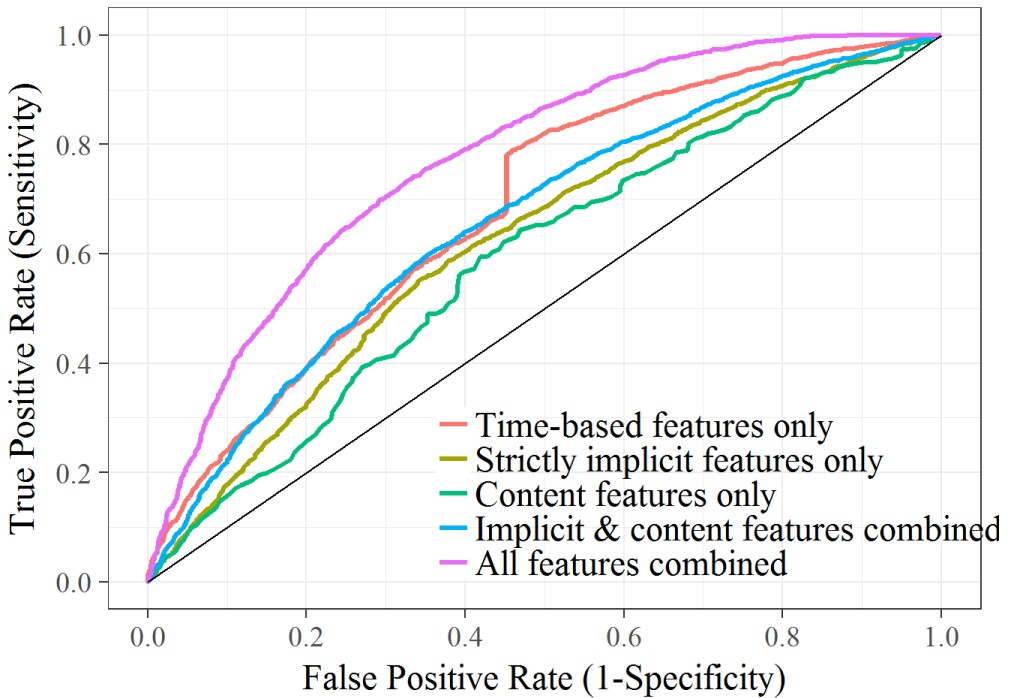 True Positive Rate (Sensitivity)
1.0
0.8
0.6
0.4
0.2
0.0
Time-based features only
Strictly implicit features only
Content features only
Implicit & content features combined
All features combined
0.0 0.2 0.4 0.6 0.8 1.0
False Positive Rate (1-Specificity)